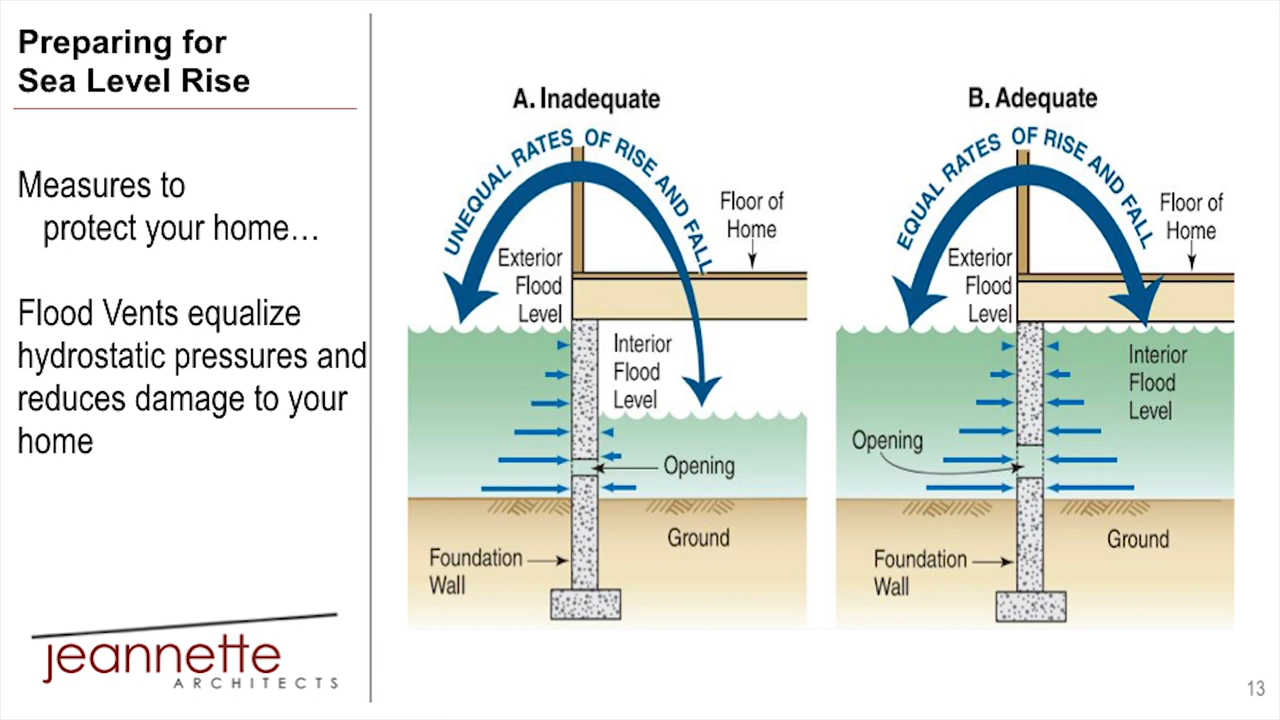 Preparing for
Sea Level Rise
Measures to
protect your home…
Flood Vents equalize
hydrostatic pressures and
reduces damage to your
home
jeannette
ARCHITECTS
A. Inadequate
UNEQUAL RATES OF RISE AND FALL
Floor of
Home
Exterior
Flood
Level
Interior
Flood
Level
Opening
Ground
Foundation
Wall
B. Adequate
EQUAL RATES OF RISE AND FALL
Floor of
Home
Exterior
Flood
Level
Interior
Flood
Level
Opening
Ground
Foundation
Wall
13